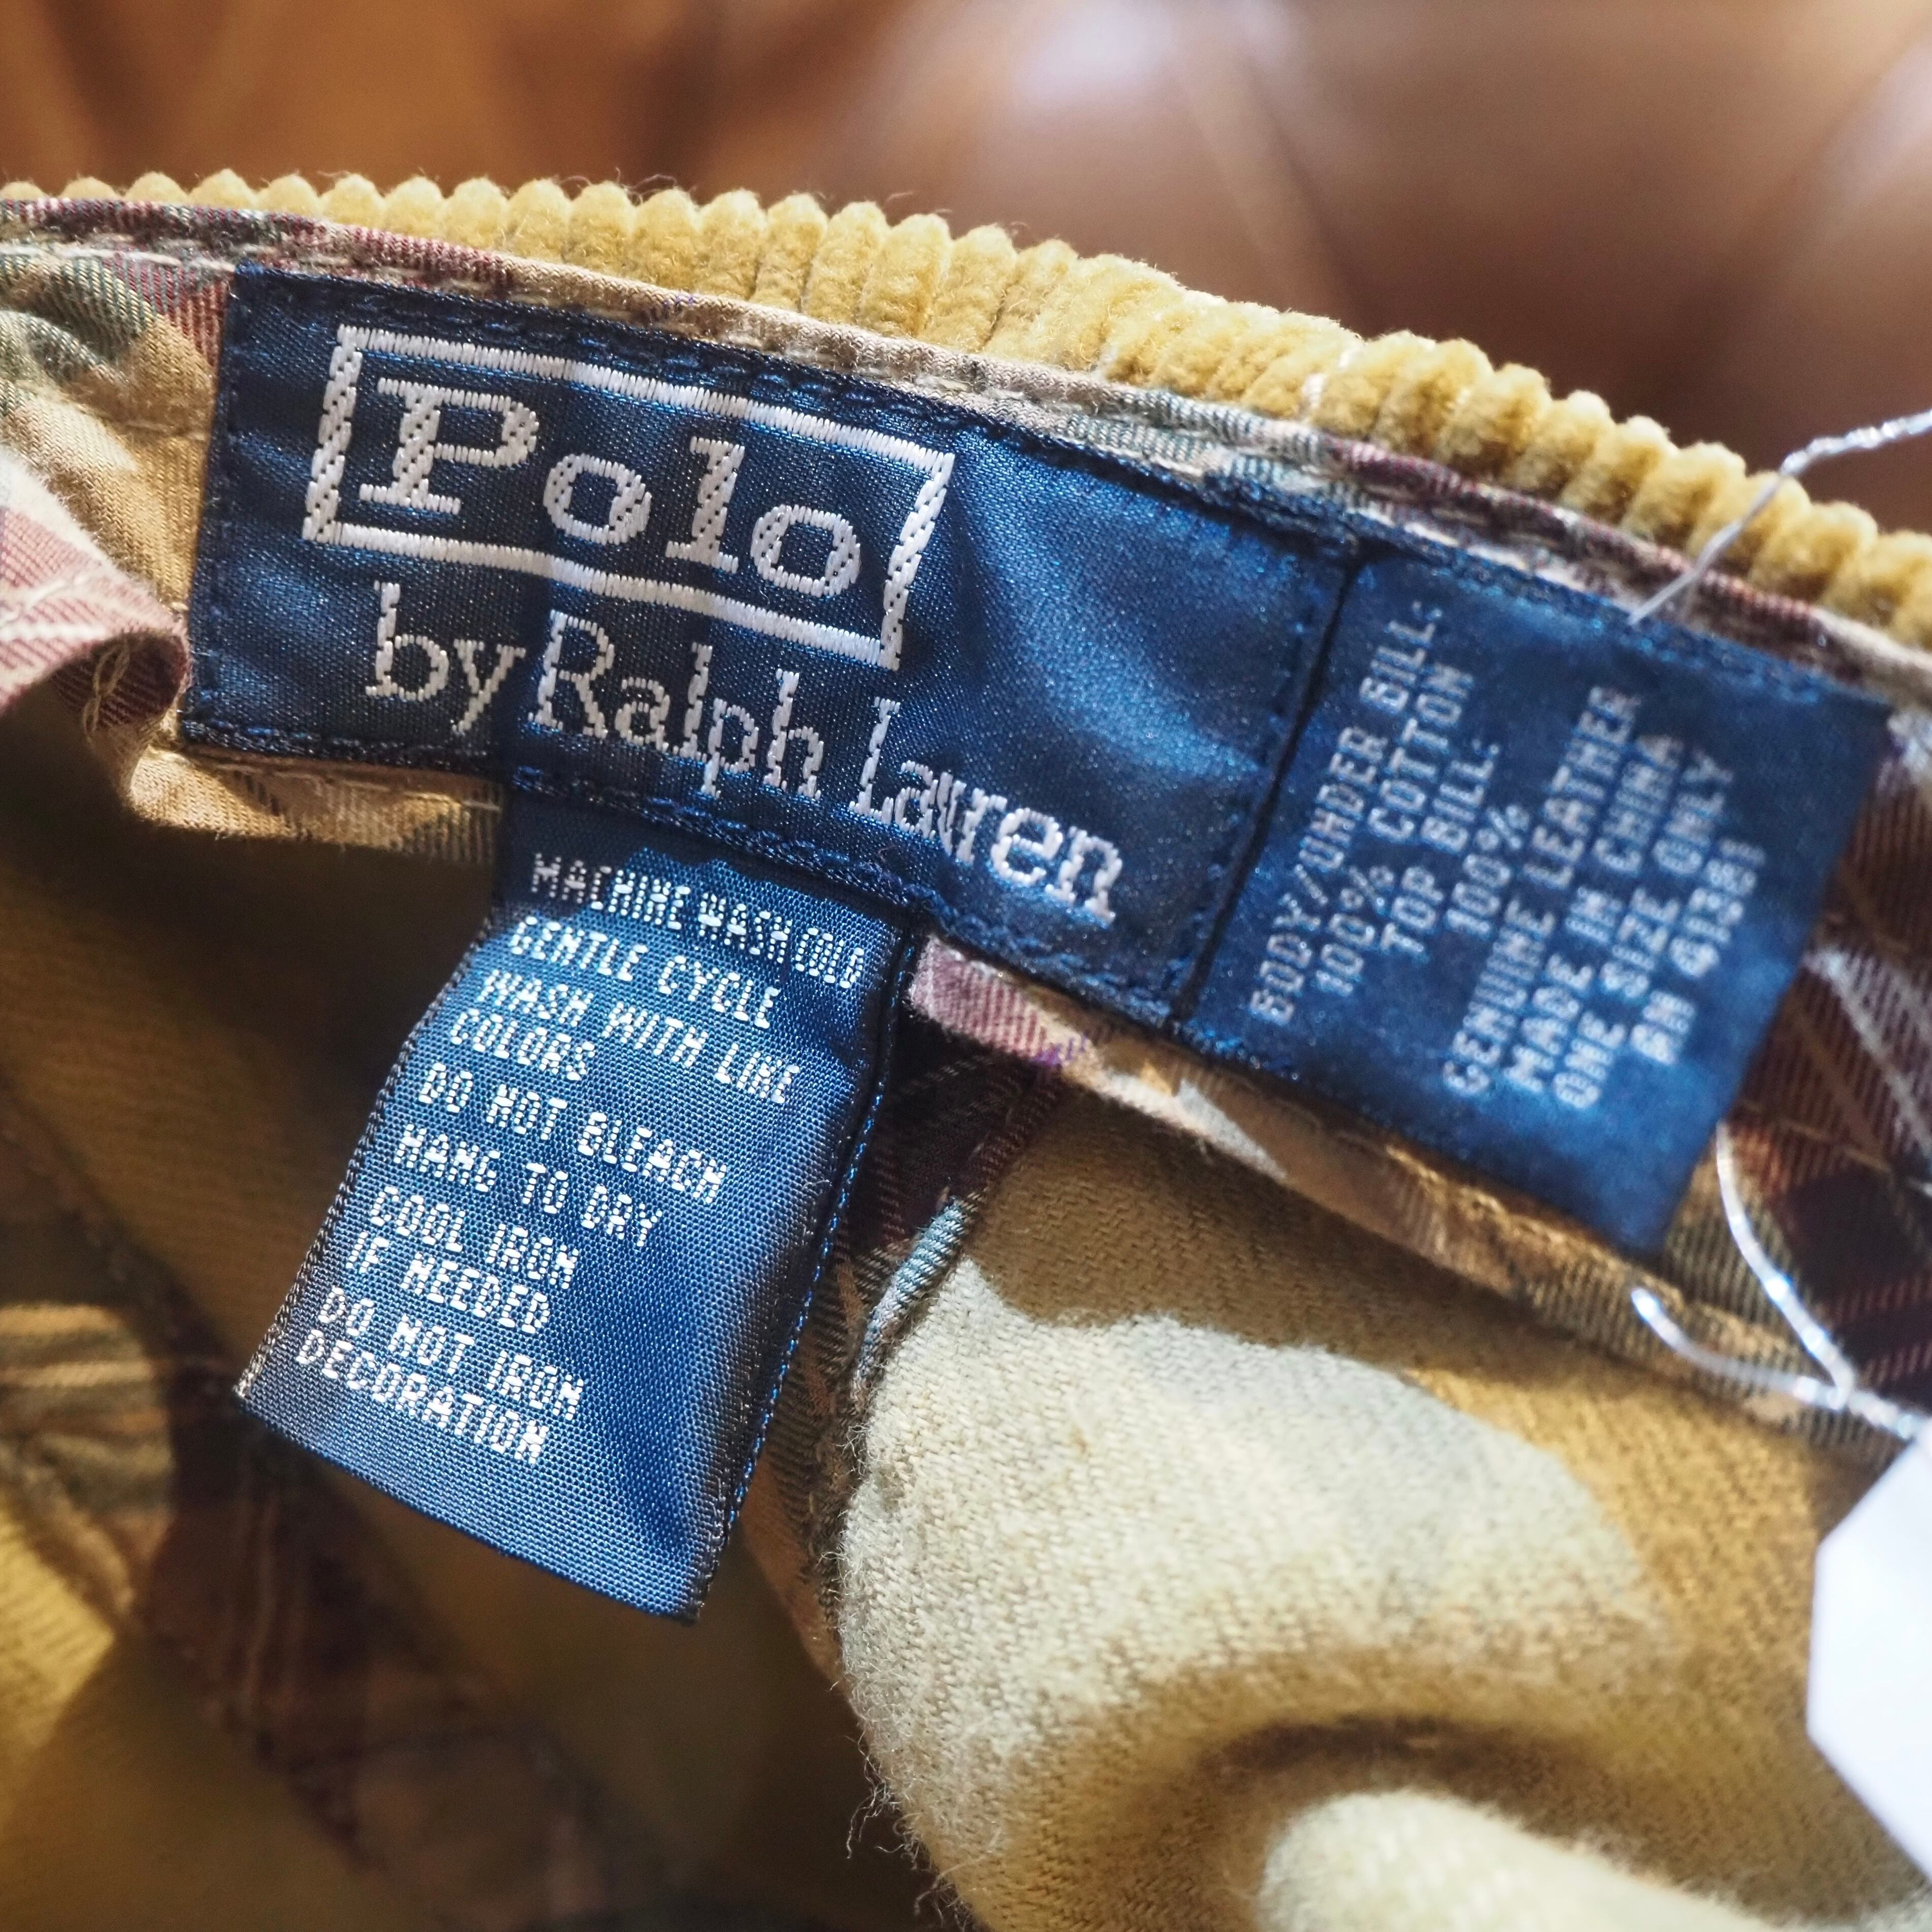 Polo
by Ralph Lauren
BODY/UNDER BILL:
100% COTTON
TOP BILL:
100%
GENUINE LEATHER
MADE IN CHINA
ONE SIZE ONLY
RN 41381
MACHINE WASH COLD
GENTLE CYCLE
WASH WITH LIKE
COLORS
DO NOT BLEACH
HANG TO DRY
COOL IRON
IF NEEDED
DO NOT IRON
DECORATION